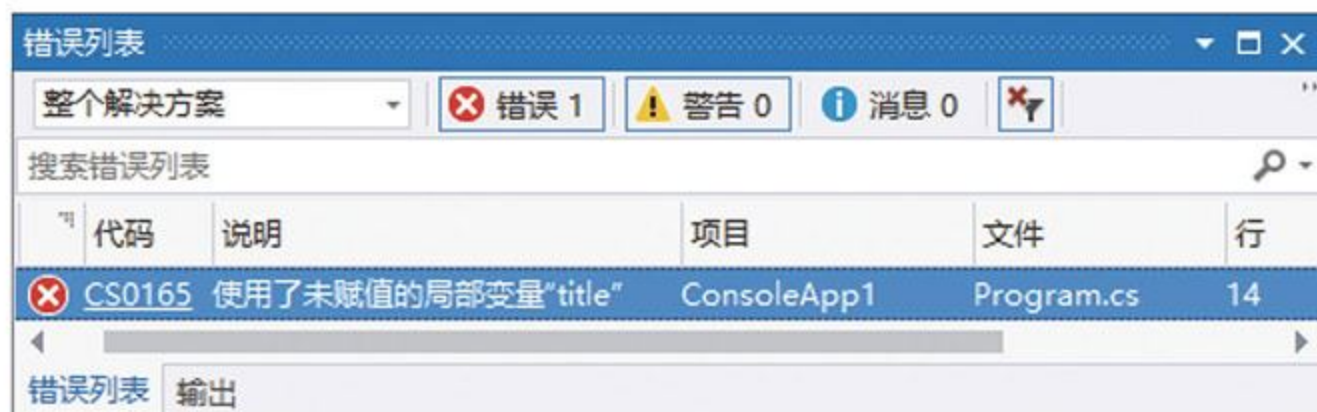 错误列表
整个解决方案 错误 1 警告 0 消息 0
搜索错误列表
代码 说明 项目 文件 行
CS0165 使用了未赋值的局部变量“title” ConsoleApp1 Program.cs 14
错误列表 输出